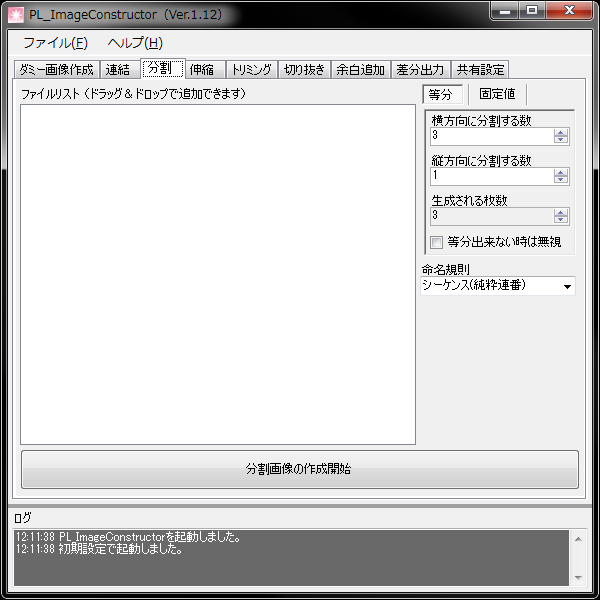 PL_ImageConstructor (Ver.1.12)
ファイル(F) ヘルプ(H)
ダミー画像作成 連結 分割 伸縮 トリミング 切り抜き 余白追加 差分出力 共有設定
ファイルリスト (ドラッグ＆ドロップで追加できます)
等分 固定値
横方向に分割する数
3
縦方向に分割する数
1
生成される枚数
3
等分出来ない時は無視
命名規則
シーケンス(純粋連番)
分割画像の作成開始
ログ
12:11:38 PL_ImageConstructorを起動しました。
12:11:38 初期設定で起動しました。